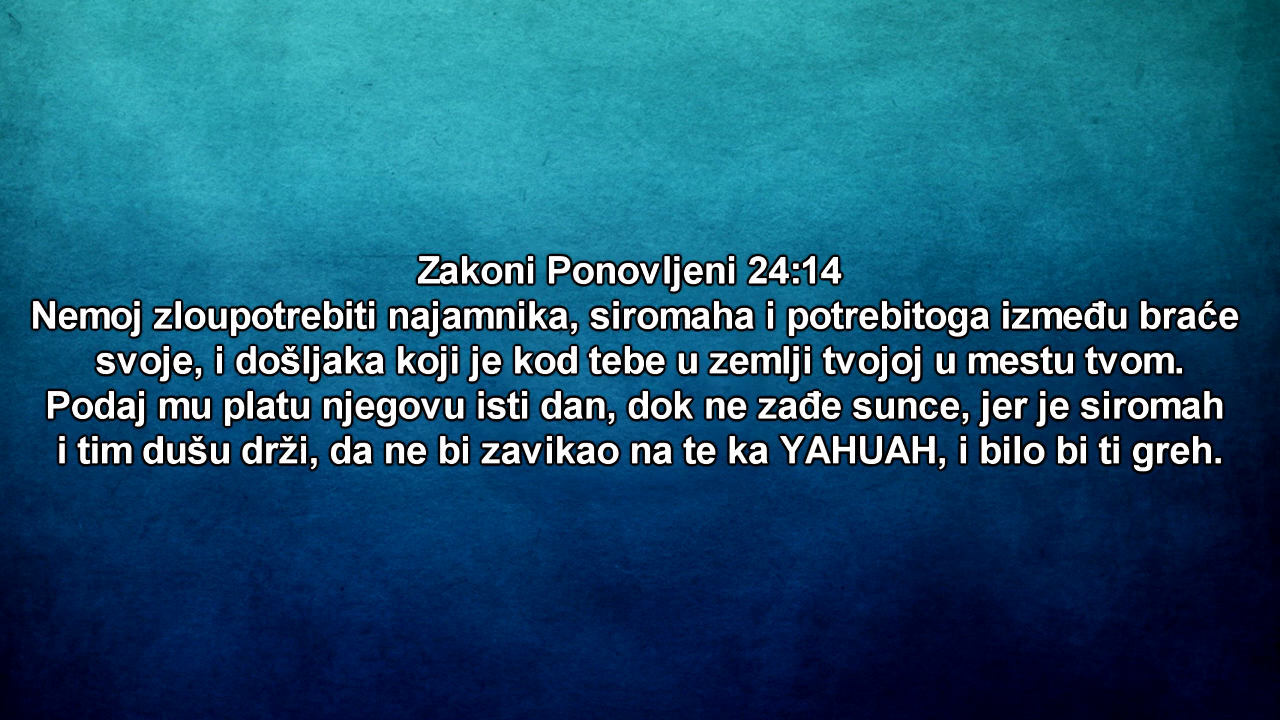 Zakoni Ponovljeni 24:14
Nemoj zloupotrebiti najamnika, siromaha i potrebitoga između braće
svoje, i došljaka koji je kod tebe u zemlji tvojoj u mestu tvom.
Podaj mu platu njegovu isti dan, dok ne zađe sunce, jer je siromah
i tim dušu drži, da ne bi zavikao na te ka YAHUAH, i bilo bi ti greh.